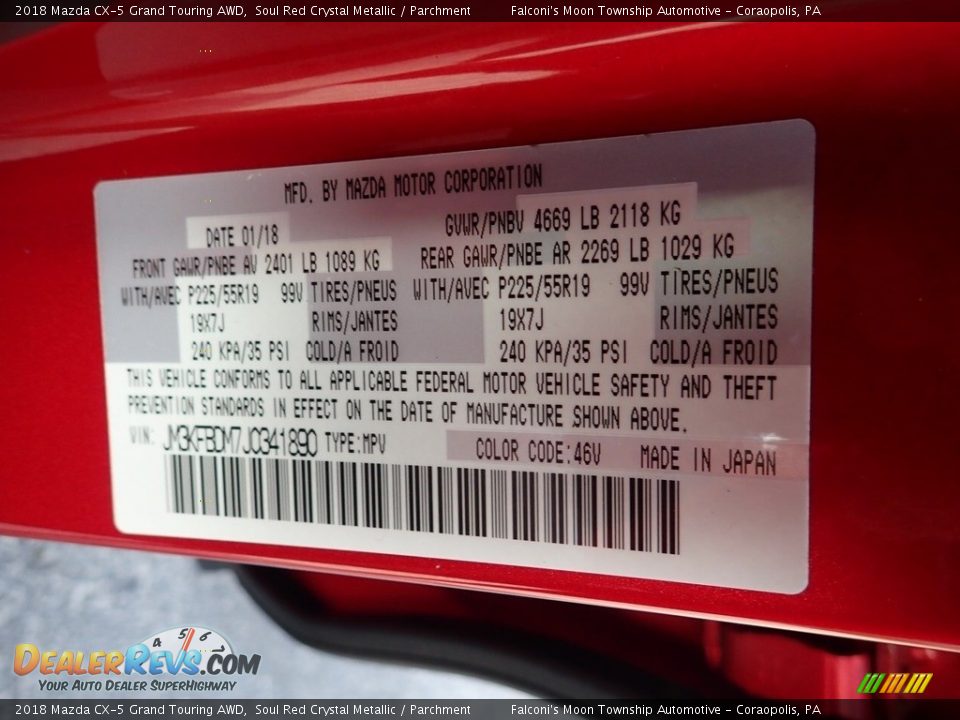 2018 Mazda CX-5 Grand Touring AWD, Soul Red Crystal Metallic / Parchment Falconi's Moon Township Automotive - Coraopolis, PA
MFD. BY MAZDA MOTOR CORPORATION
DATE 01/18 GVWR/PNBV 4669 LB 2118 KG
FRONT GAWR/PNBE AV 2401 LB 1089 KG REAR GAWR/PNBE AR 2269 LB 1029 KG
WITH/AVEC P225/55R19 99V TIRES/PNEUS WITH/AVEC P225/55R19 99V TIRES/PNEUS
19X7J RIMS/JANTES 19X7J RIMS/JANTES
240 KPA/35 PSI COLD/A FROID 240 KPA/35 PSI COLD/A FROID
THIS VEHICLE CONFORMS TO ALL APPLICABLE FEDERAL MOTOR VEHICLE SAFETY AND THEFT
PREVENTION STANDARDS IN EFFECT ON THE DATE OF MANUFACTURE SHOWN ABOVE.
VIN: JM3KFBDM7J0341890 TYPE:MPV COLOR CODE:46V MADE IN JAPAN
4 5 6
DEALERREVS.COM
YOUR AUTO DEALER SUPERHIGHWAY
2018 Mazda CX-5 Grand Touring AWD, Soul Red Crystal Metallic / Parchment Falconi's Moon Township Automotive - Coraopolis, PA